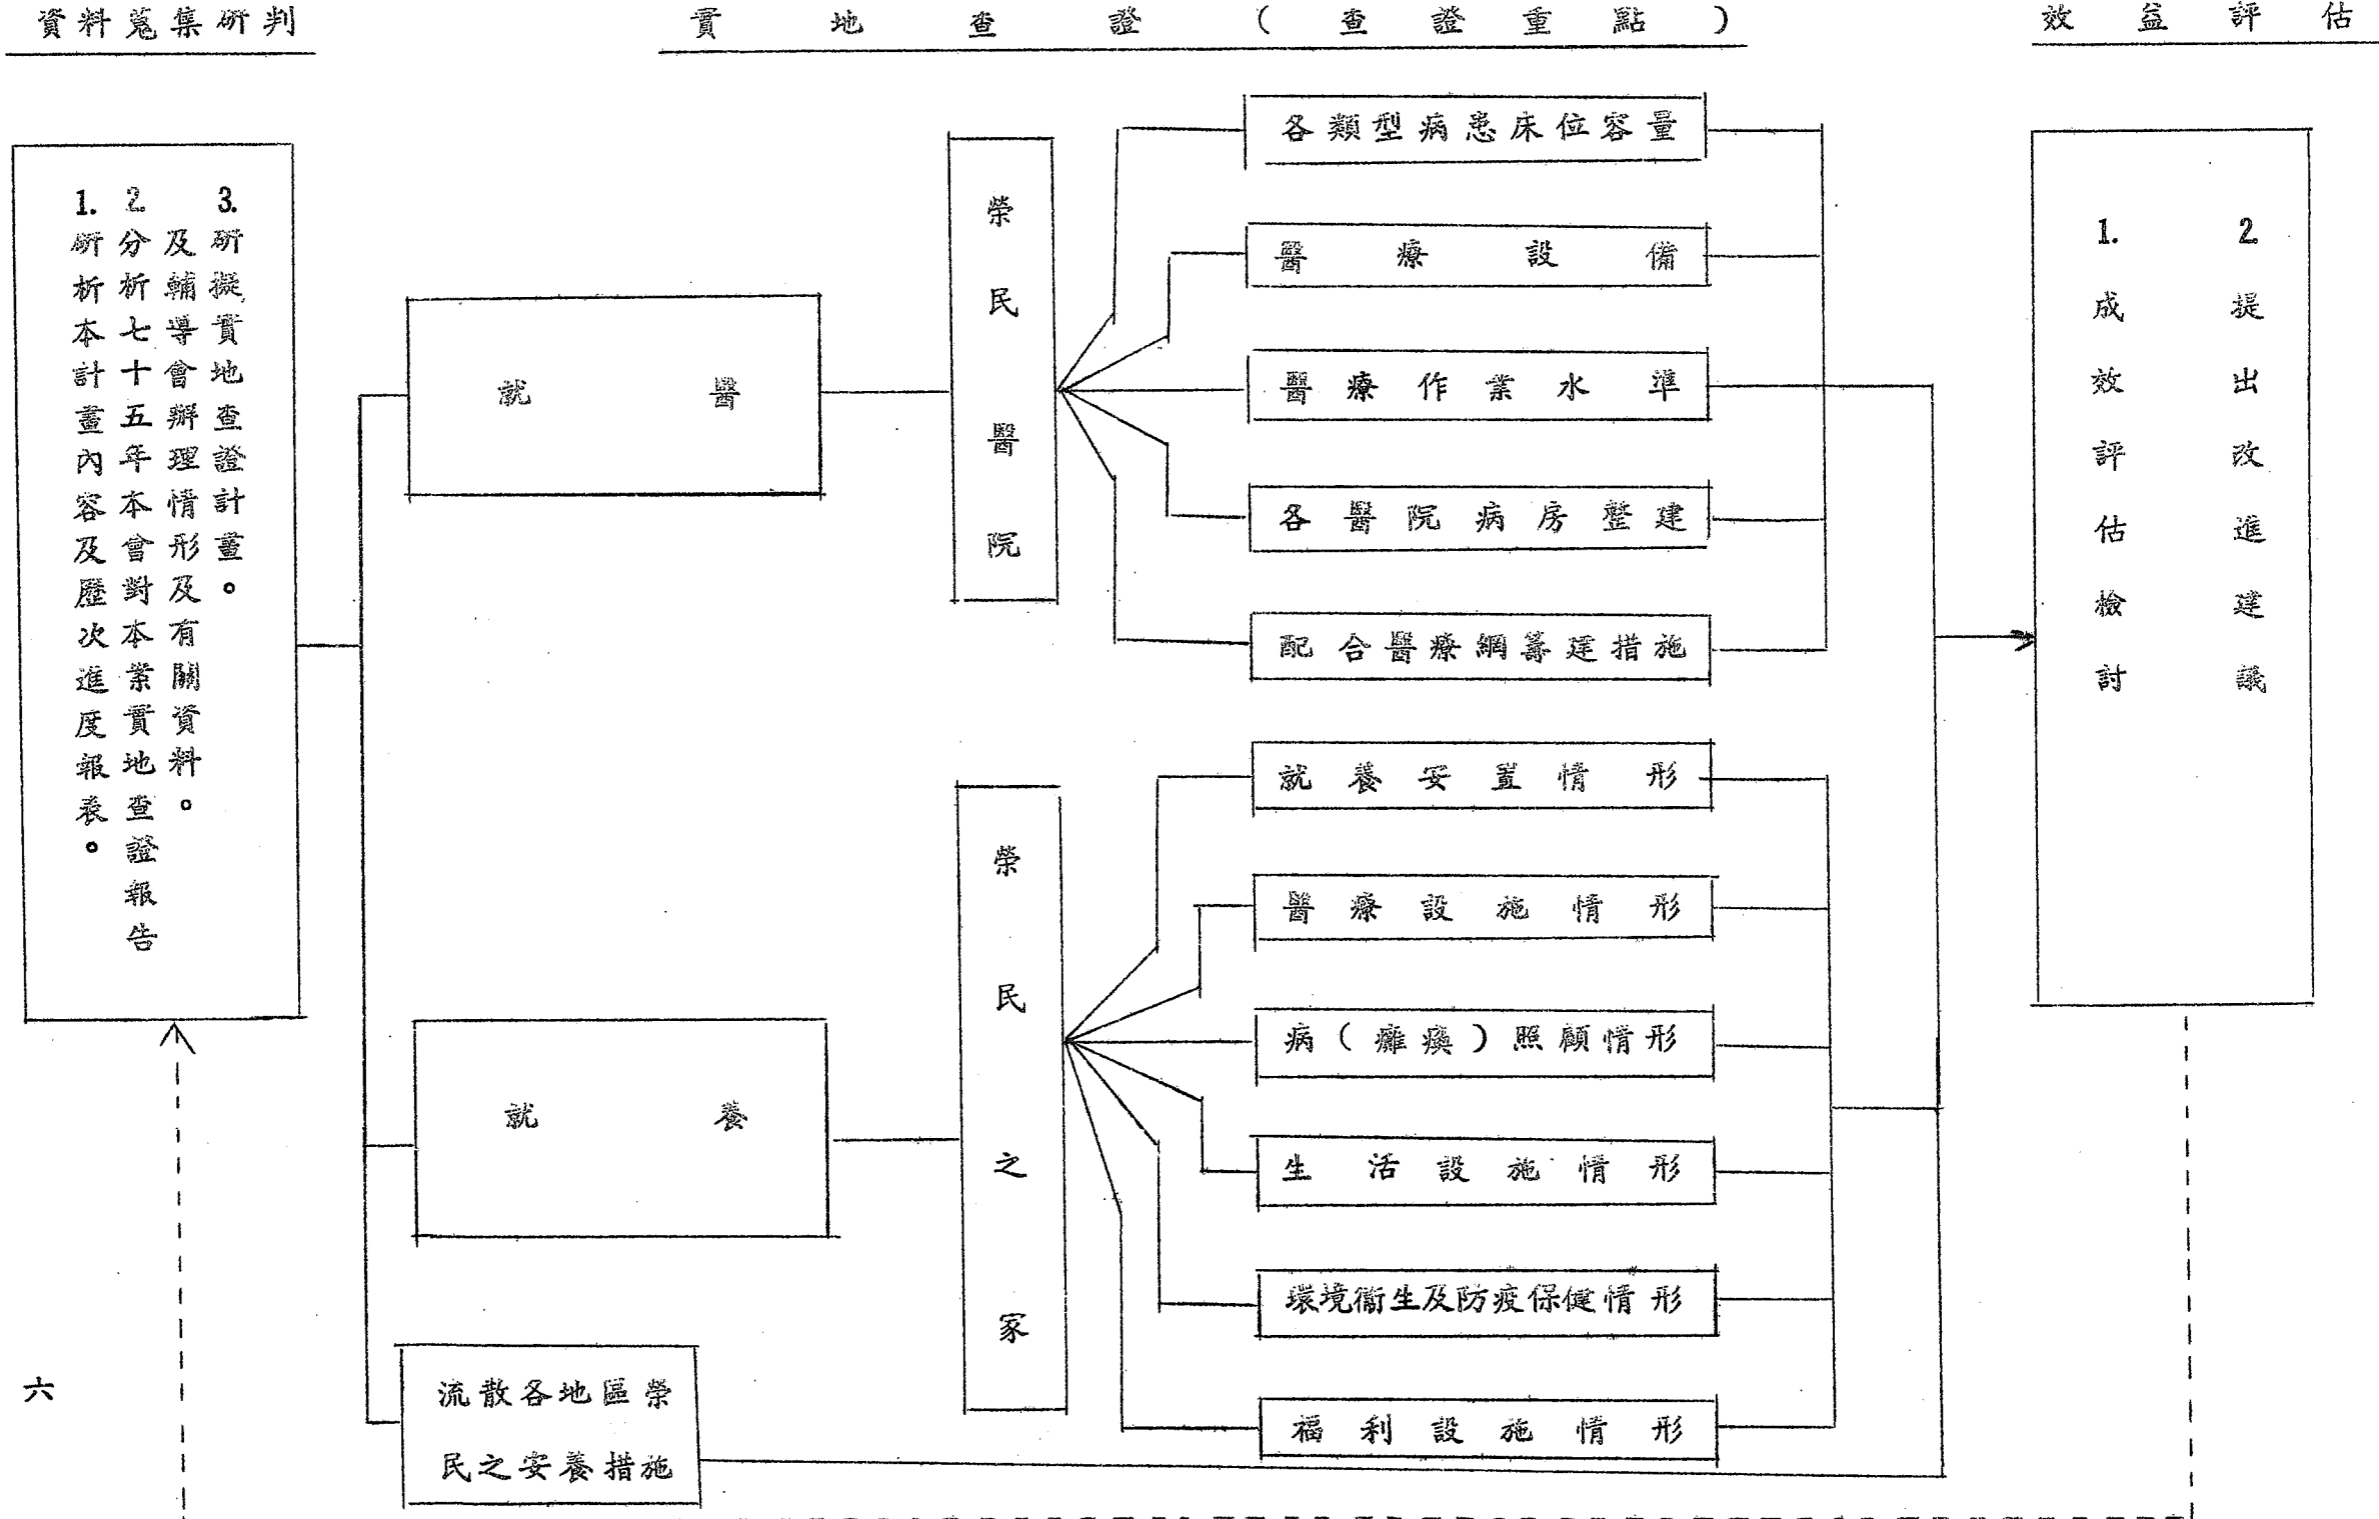 資料蒐集研判
實地查證(查證重點)
效益評估
1.研析本計畫內容及歷次進度報表。
2.分析七十五年本會對本業實地查證報告
及輔導會辦理情形及有關資料。
3.研擬實地查證計畫。
就醫
榮民醫院
各類型病患床位容量
醫療設備
醫療作業水準
各醫院病房整建
配合醫療網籌建措施
就養
榮民之家
就養安置情形
醫療設施情形
病(癱瘓)照顧情形
生活設施情形
環境衞生及防疫保健情形
福利設施情形
流散各地區榮
民之安養措施
1.成效評估檢討
2.提出改進建議
六